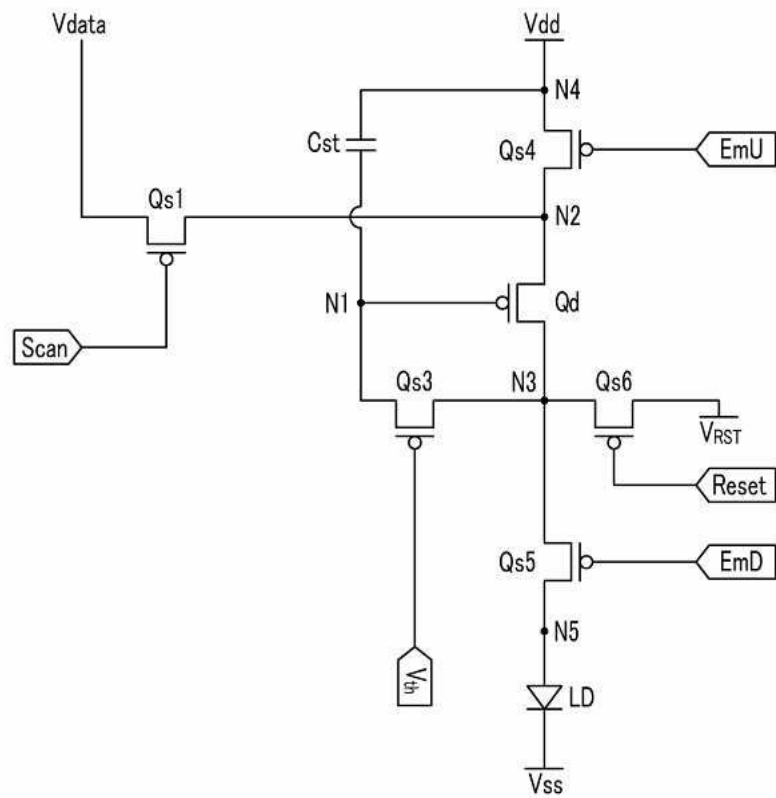 Vdata
Vdd
N4
Cst
Qs4
EmU
Qs1
N2
N1
Qd
Scan
Qs3
N3
Qs6
VRST
Reset
Qs5
EmD
N5
Vth
LD
Vss